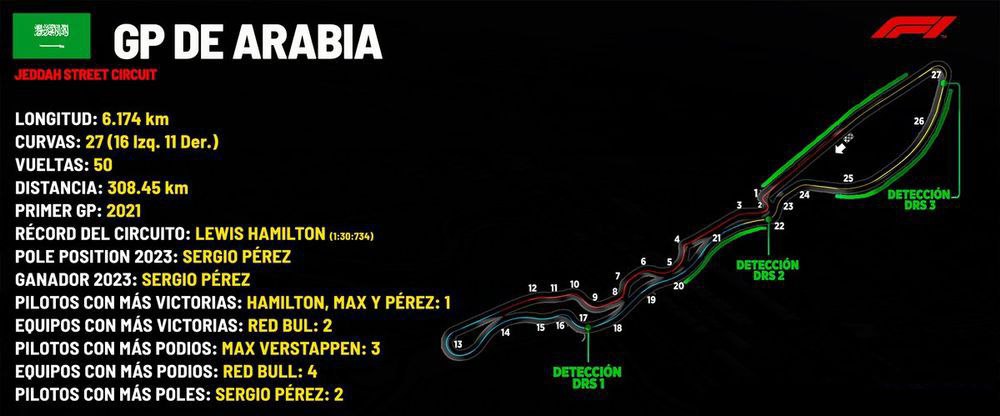 GP DE ARABIA
F1
JEDDAH STREET CIRCUIT
LONGITUD: 6.174 km
CURVAS: 27 (16 Izq. 11 Der.)
VUELTAS: 50
DISTANCIA: 308.45 km
PRIMER GP: 2021
RÉCORD DEL CIRCUITO: LEWIS HAMILTON (1:30:734)
POLE POSITION 2023: SERGIO PÉREZ
GANADOR 2023: SERGIO PÉREZ
PILOTOS CON MÁS VICTORIAS: HAMILTON, MAX Y PÉREZ: 1
EQUIPOS CON MÁS VICTORIAS: RED BUL: 2
PILOTOS CON MÁS PODIOS: MAX VERSTAPPEN: 3
EQUIPOS CON MÁS PODIOS: RED BULL: 4
PILOTOS CON MÁS POLES: SERGIO PÉREZ: 2
1
2
3
4
5
6
7
8
9
10
11
12
13
14
15
16
17
18
19
20
21
22
23
24
25
26
27
DETECCIÓN
DRS 1
DETECCIÓN
DRS 2
DETECCIÓN
DRS 3